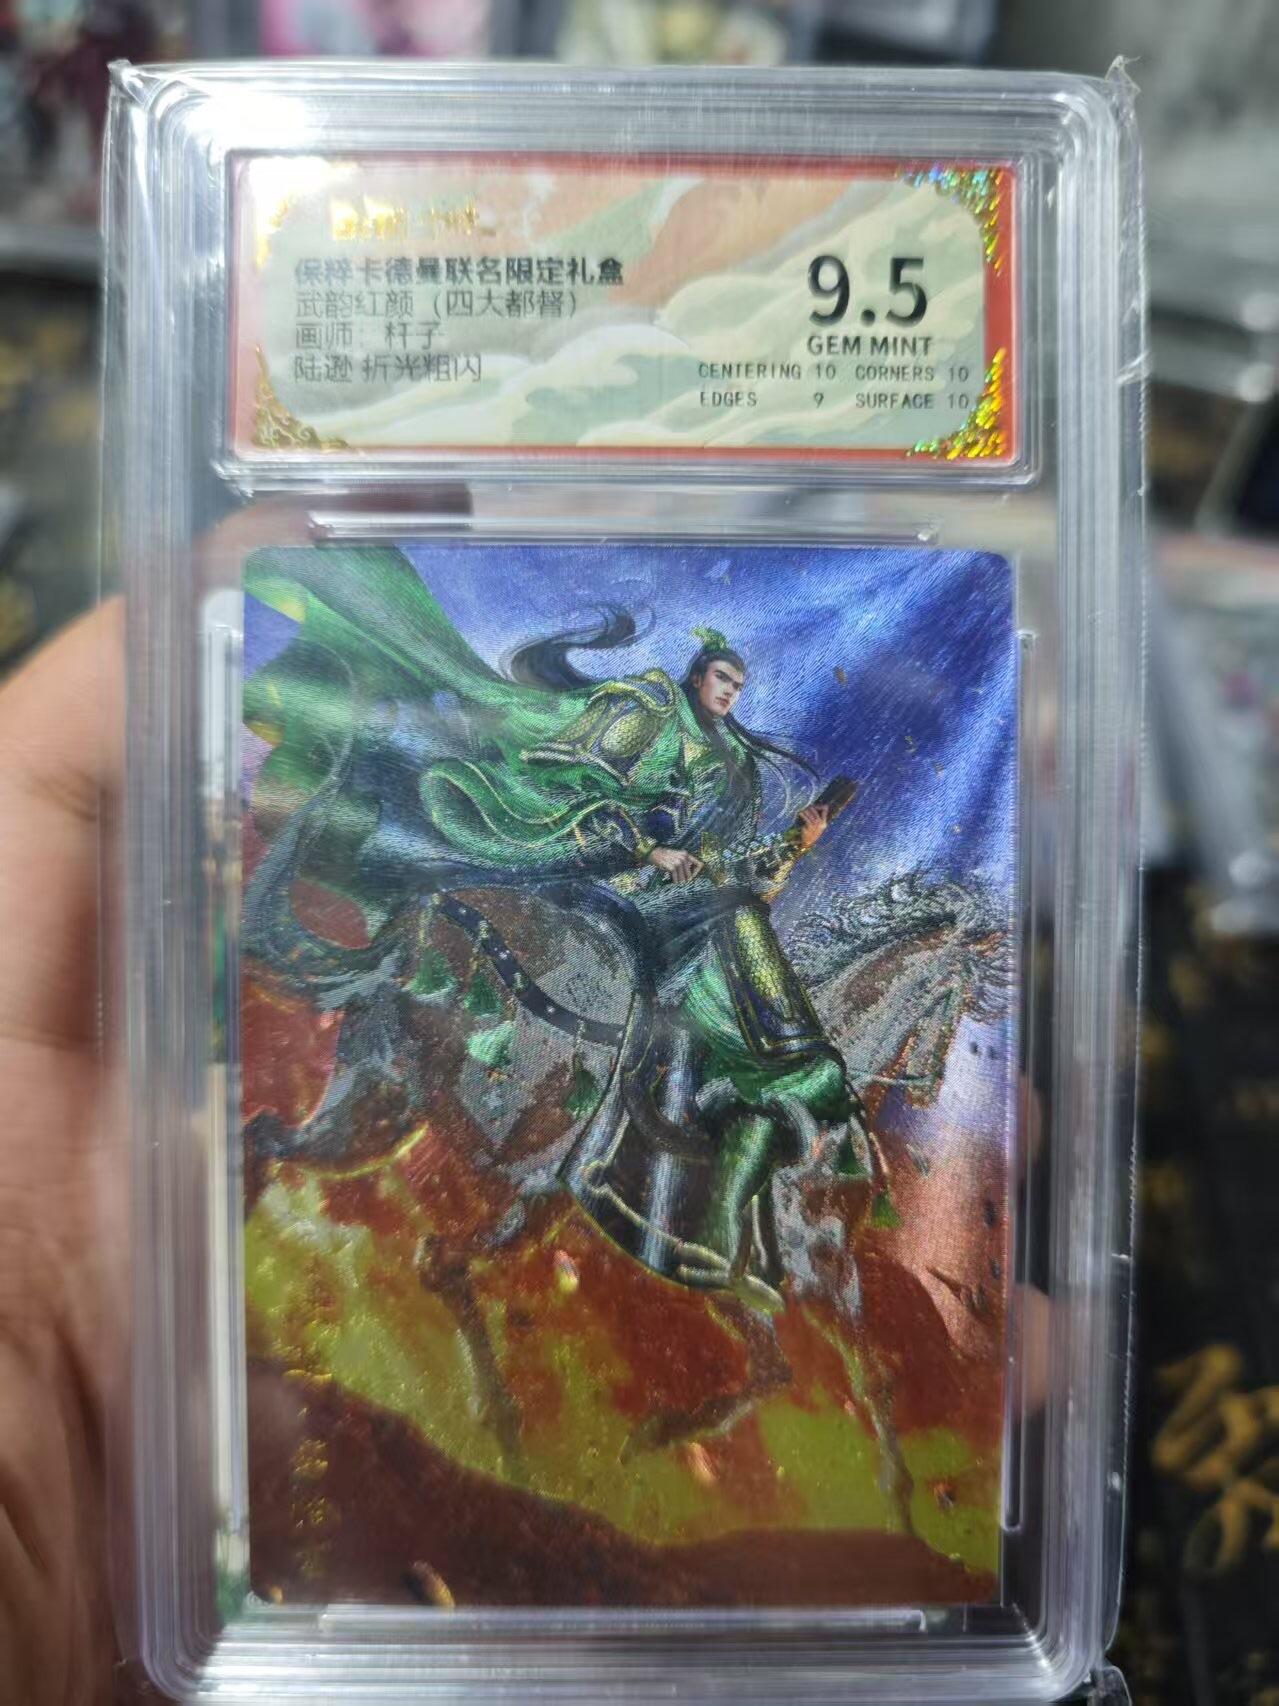 保粹卡德曼联名限定礼盒
武韵红颜（四大都督）
画师：杆子
陆逊 折光粗闪
9.5
GEM MINT
CENTERING 10 CORNERS 10
EDGES 9 SURFACE 10